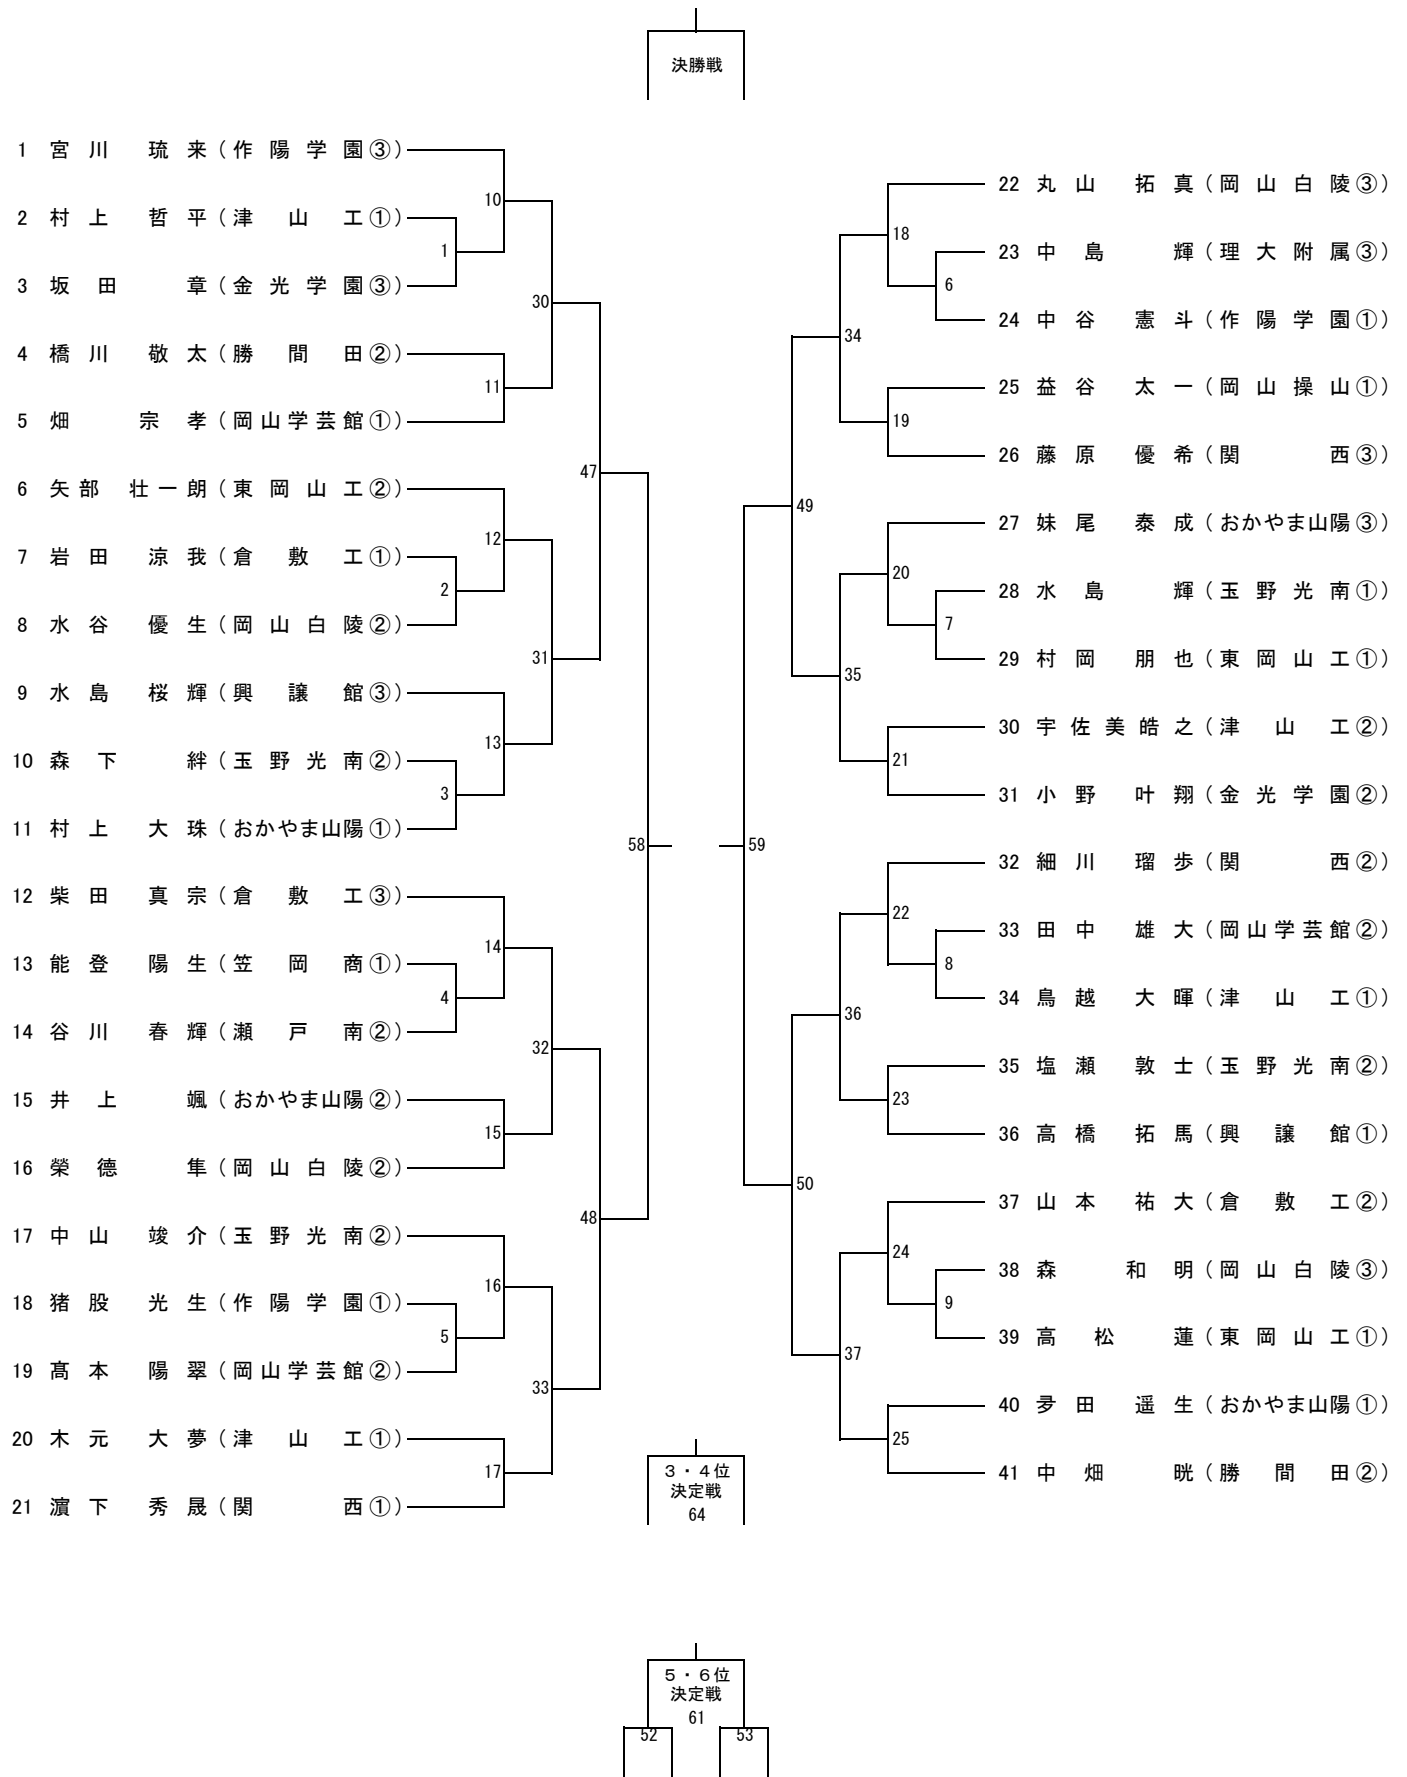 決勝戦
1 宮川 琉来(作陽学園③)
2 村上 哲平(津山工①)
3 坂田 章(金光学園③)
4 橋川 敬太(勝間田②)
5 畑 宗孝(岡山学芸館①)
6 矢部 壮一朗(東岡山工②)
7 岩田 涼我(倉敷工①)
8 水谷 優生(岡山白陵②)
9 水島 桜輝(興譲館③)
10 森下 絆(玉野光南②)
11 村上 大珠(おかやま山陽①)
12 柴田 真宗(倉敷工③)
13 能登 陽生(笠岡商①)
14 谷川 春輝(瀬戸南②)
15 井上 颯(おかやま山陽②)
16 榮德 隼(岡山白陵②)
17 中山 竣介(玉野光南②)
18 猪股 光生(作陽学園①)
19 髙本 陽翠(岡山学芸館②)
20 木元 大夢(津山工①)
21 濵下 秀晟(関西①)
1
2
3
4
5
10
11
12
13
14
15
16
17
30
31
32
33
47
48
58
59
49
50
34
35
36
37
18
19
20
21
22
23
24
25
6
7
8
9
22 丸山 拓真(岡山白陵③)
23 中島 輝(理大附属③)
24 中谷 憲斗(作陽学園①)
25 益谷 太一(岡山操山①)
26 藤原 優希(関西③)
27 妹尾 泰成(おかやま山陽③)
28 水島 輝(玉野光南①)
29 村岡 朋也(東岡山工①)
30 宇佐美皓之(津山工②)
31 小野 叶翔(金光学園②)
32 細川 瑠歩(関西②)
33 田中 雄大(岡山学芸館②)
34 鳥越 大暉(津山工①)
35 塩瀬 敦士(玉野光南②)
36 高橋 拓馬(興譲館①)
37 山本 祐大(倉敷工②)
38 森 和明(岡山白陵③)
39 高松 蓮(東岡山工①)
40 夛田 遥生(おかやま山陽①)
41 中畑 晄(勝間田②)
3・4位
決定戦
64
5・6位
決定戦
61
52
53